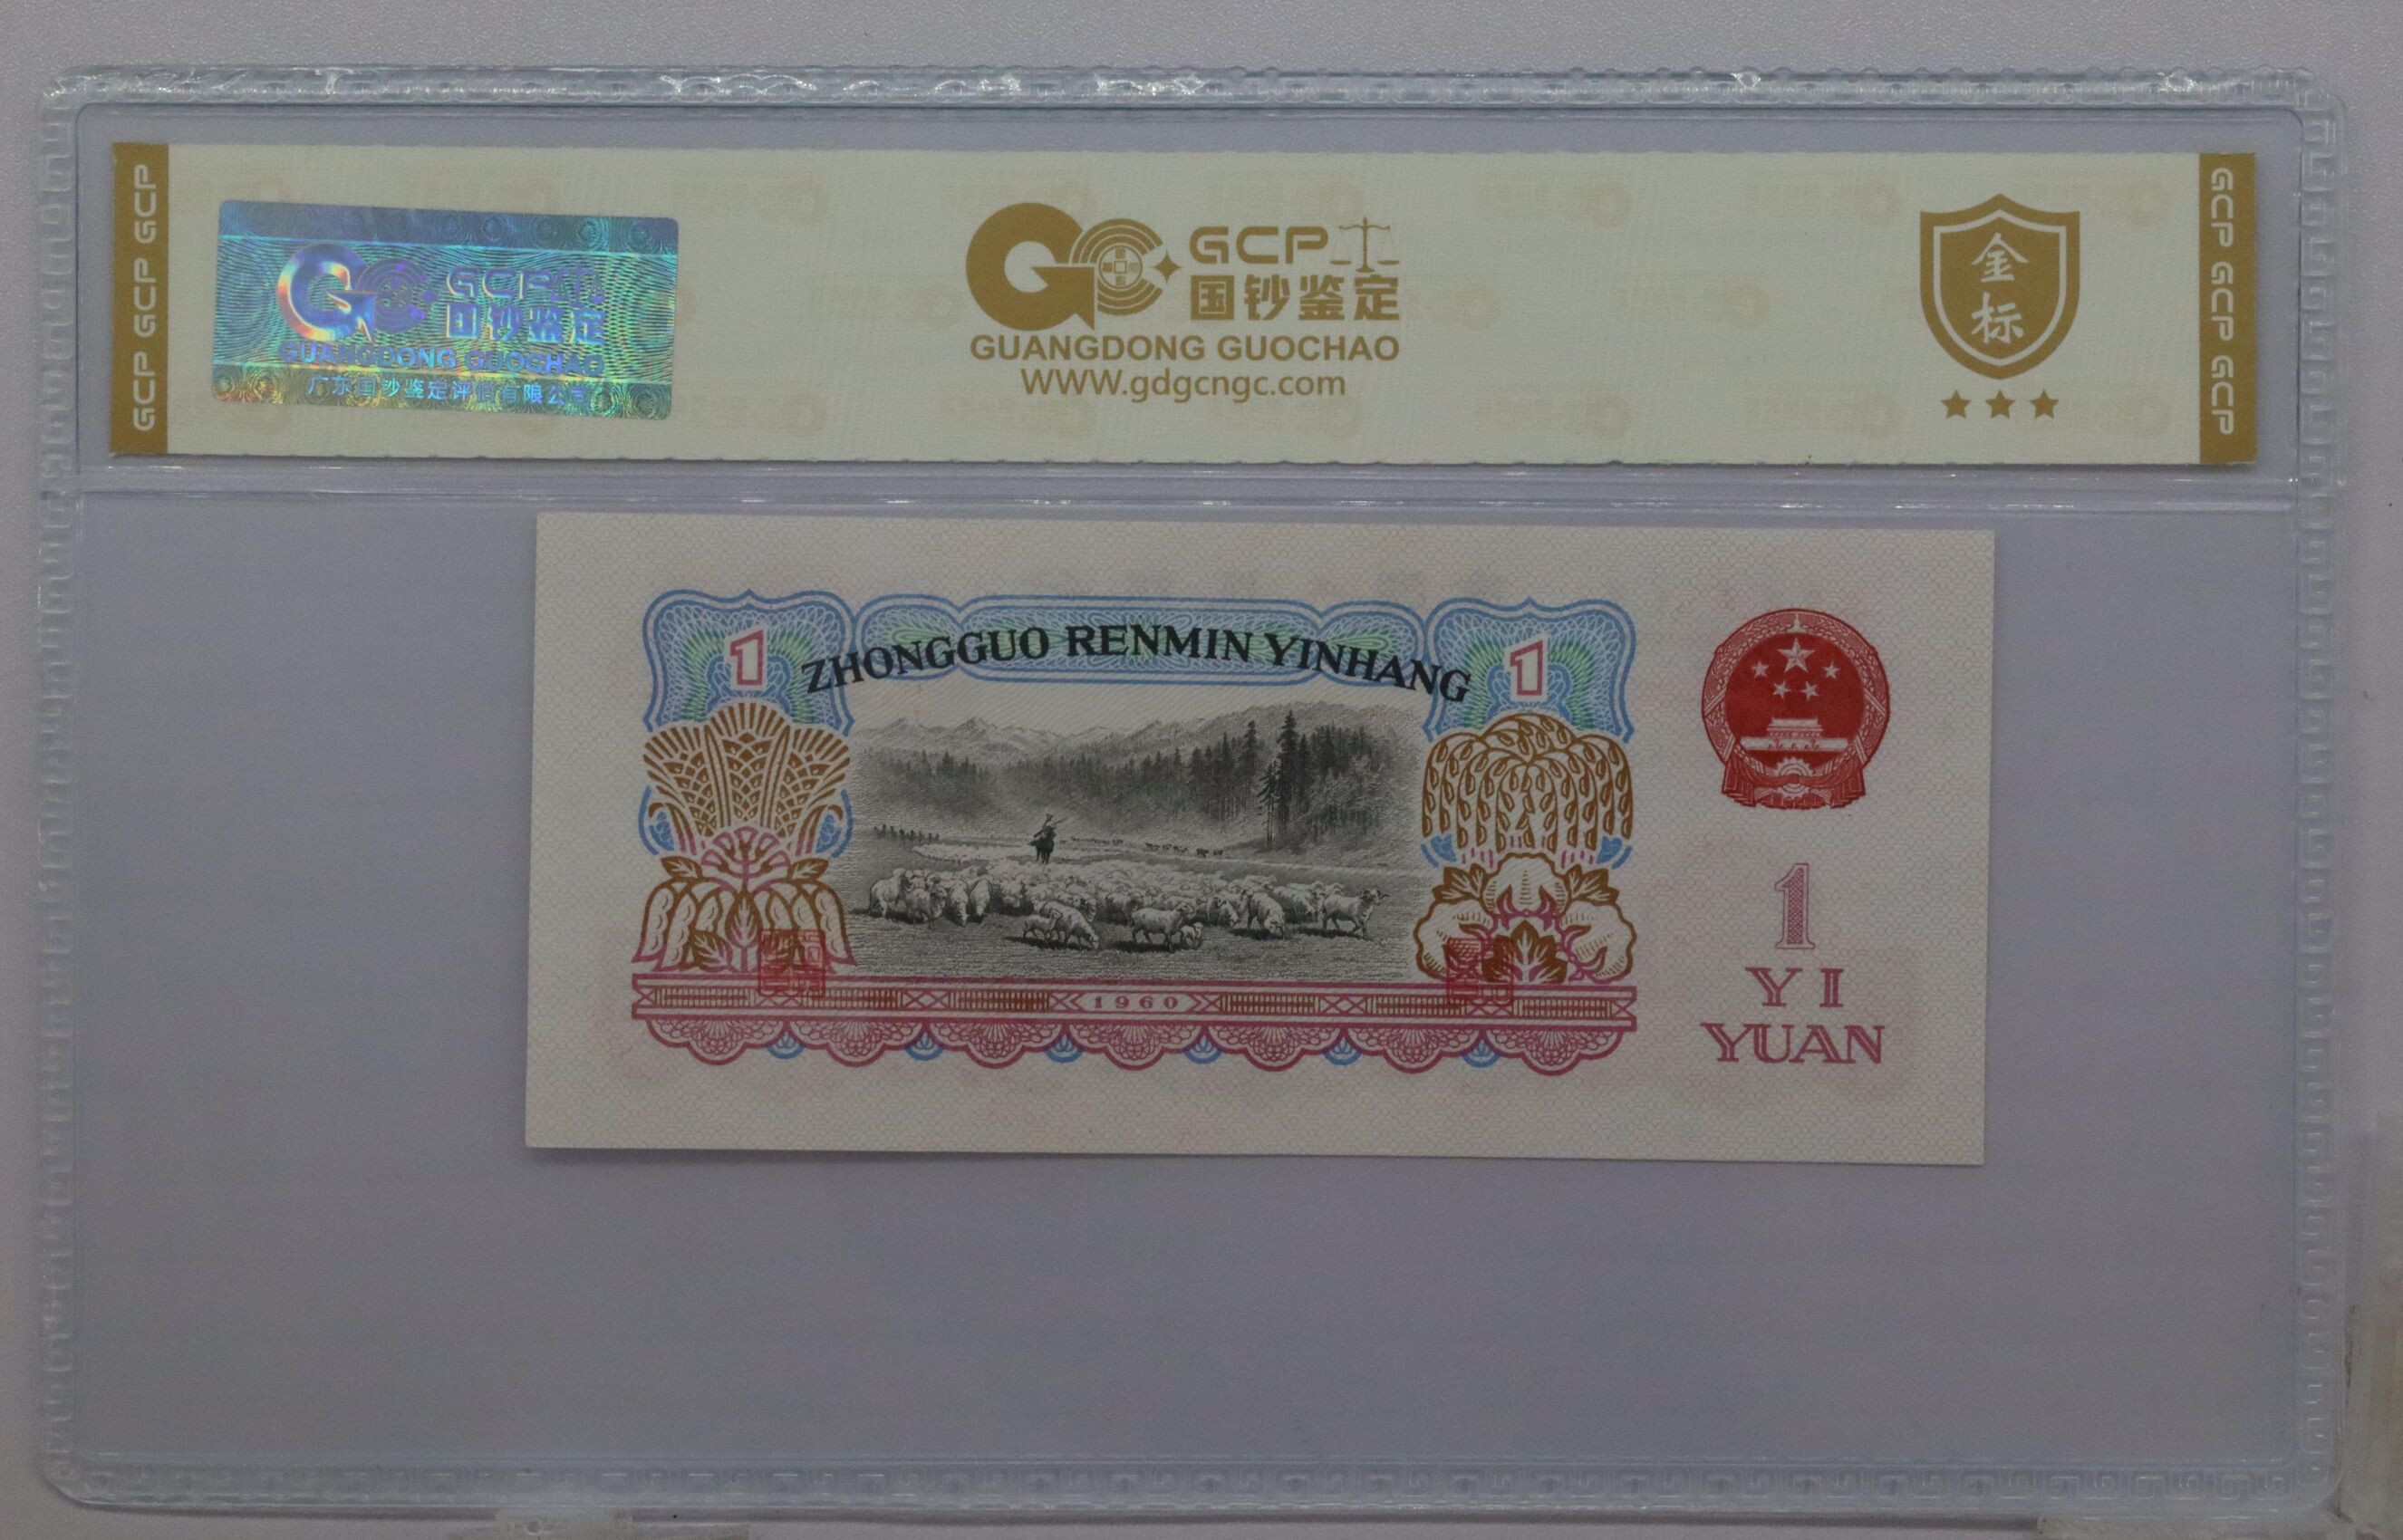 GCP GCP GCP
GCP
国钞鉴定
GUANGDONG GUOCHAO
广东国钞鉴定评估有限公司
GCP
国钞鉴定
GUANGDONG GUOCHAO
WWW.gdgcngc.com
金
标
GCP GCP GCP
1
ZHONGGUO RENMIN YINHANG
1
1960
1
YI
YUAN